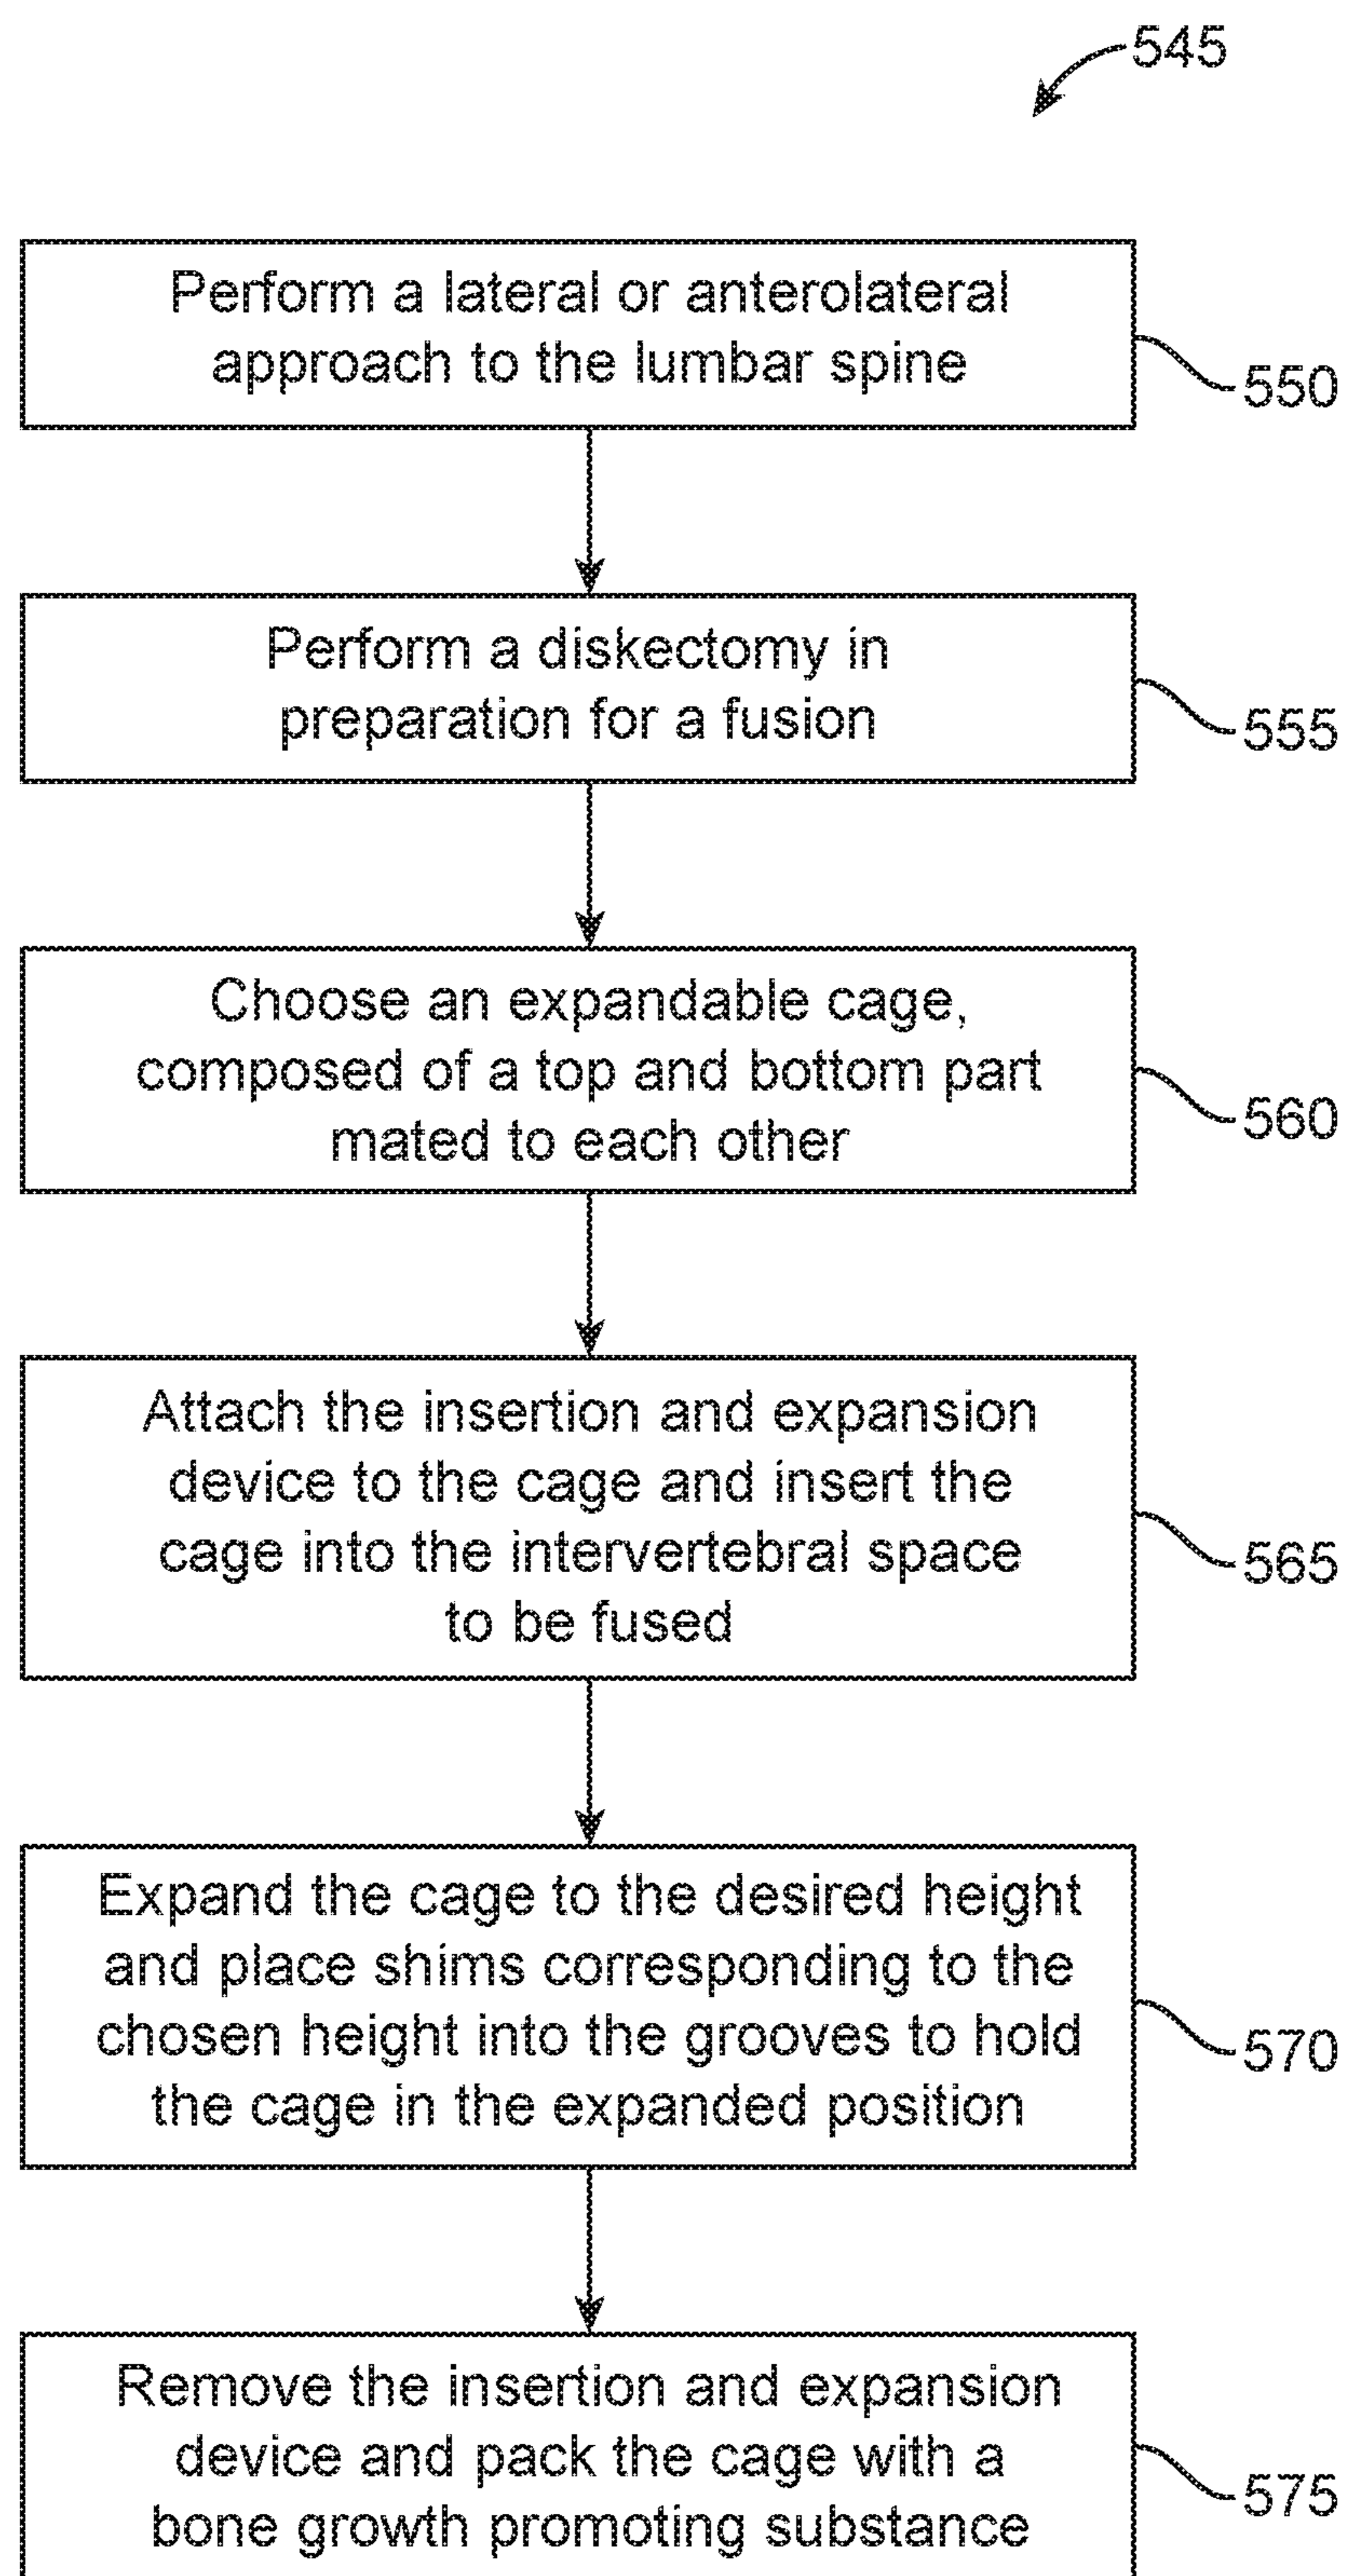 545
Perform a lateral or anterolateral
approach to the lumbar spine
550
Perform a diskectomy in
preparation for a fusion
555
Choose an expandable cage,
composed of a top and bottom part
mated to each other
560
Attach the insertion and expansion
device to the cage and insert the
cage into the intervertebral space
to be fused
565
Expand the cage to the desired height
and place shims corresponding to the
chosen height into the grooves to hold
the cage in the expanded position
570
Remove the insertion and expansion
device and pack the cage with a
bone growth promoting substance
575